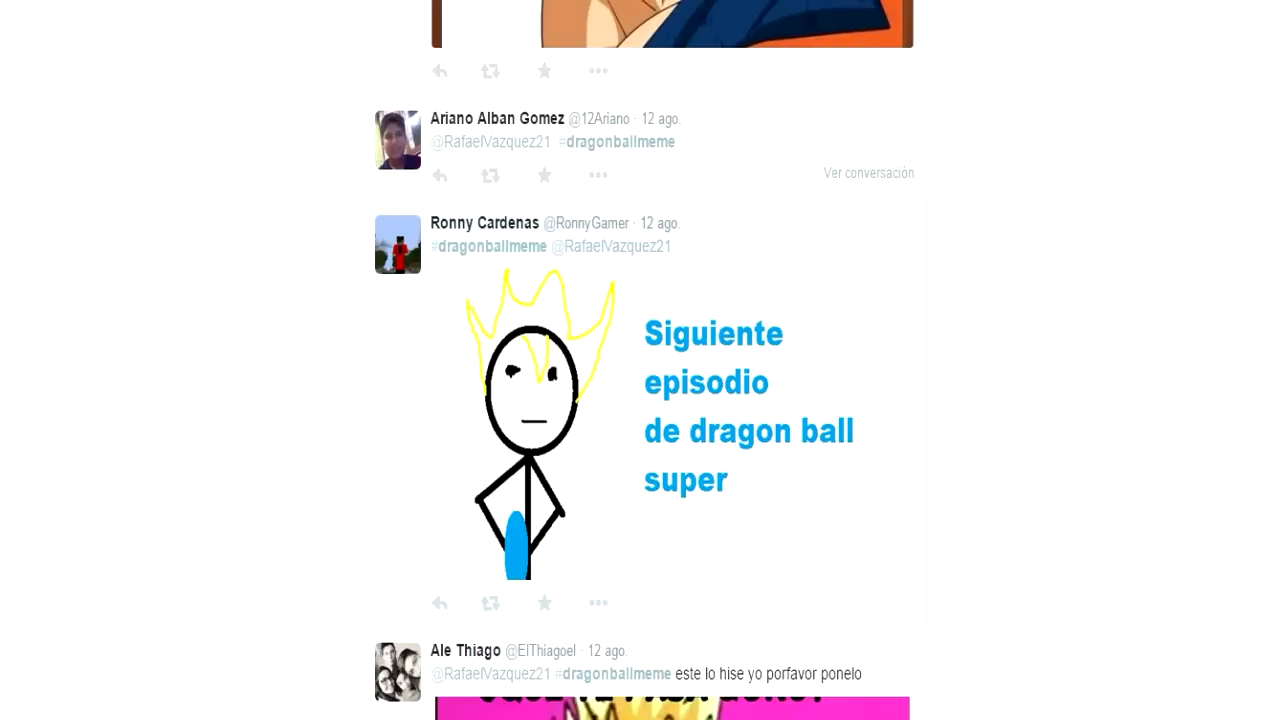 Ariano Alban Gomez @12Ariano · 12 ago.
@RafaelVazquez21 #dragonballmeme
Ver conversación
Ronny Cardenas @RonnyGamer · 12 ago.
#dragonballmeme @RafaelVazquez21
Siguiente
episodio
de dragon ball
super
Ale Thiago @ElThiagoel · 12 ago.
@RafaelVazquez21 #dragonballmeme este lo hise yo porfavor ponelo